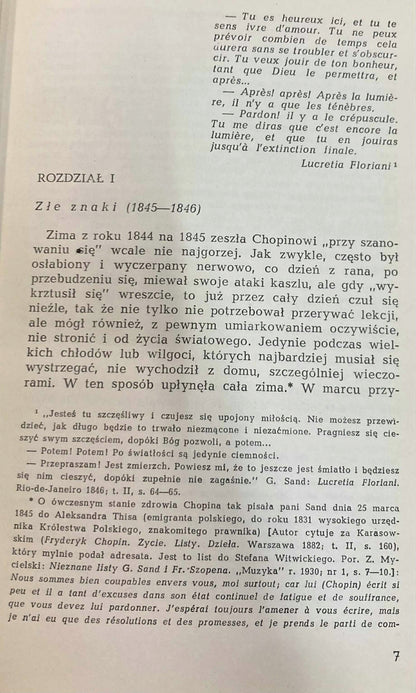 — Tu es heureux ici, et tu te
sens ivre d'amour. Tu ne peux
prévoir combien de temps cela
durera sans se troubler et s'obscur-
cir. Tu veux jouir de ton bonheur,
tant que Dieu le permettra, et
après...
— Après! après! Après la lumiè-
re, il n'y a que les ténèbres.
— Pardon! il y a le crépuscule.
Tu me diras que c'est encore la
lumière, et que tu en jouiras
jusqu'à l'extinction finale.
Lucretia Floriani ¹
ROZDZIAŁ I
Złe znaki (1845—1846)
Zima z roku 1844 na 1845 zeszła Chopinowi „przy szano-
waniu się” wcale nie najgorzej. Jak zwykle, często był
osłabiony i wyczerpany nerwowo, co dzień z rana, po
przebudzeniu się, miewał swoje ataki kaszlu, ale gdy „wy-
krztusił się” wreszcie, to już przez cały dzień czuł się
nieźle, tak że nie tylko nie potrzebował przerywać lekcji,
ale mógł również, z pewnym umiarkowaniem oczywiście,
nie stronić i od życia światowego. Jedynie podczas wiel-
kich chłodów lub wilgoci, których najbardziej musiał się
wystrzegać, nie wychodził z domu, szczególniej wieczo-
rami. W ten sposób upłynęła cała zima.* W marcu przy-
¹ „Jesteś tu szczęśliwy i czujesz się upojony miłością. Nie możesz przewi-
dzieć, jak długo będzie to trwało niezmącone i niezaćmione. Pragniesz się cie-
szyć swym szczęściem, dopóki Bóg pozwoli, a potem...
— Potem! Potem! Po światłości są jedynie ciemności.
— Przepraszam! Jest zmierzch. Powiesz mi, że to jeszcze jest światło i będziesz
się nim cieszyć, dopóki zupełnie nie zagaśnie.” G. Sand: Lucretia Floriani.
Rio-de-Janeiro 1846; t. II, s. 64—65.
* O ówczesnym stanie zdrowia Chopina tak pisała pani Sand dnia 25 marca
1845 do Aleksandra Thisa (emigranta polskiego, do roku 1831 wysokiego urzęd-
nika Królestwa Polskiego, znakomitego prawnika) [Autor cytuje za Karasow-
skim (Fryderyk Chopin. Życie. Listy. Dzieła. Warszawa 1882; t. II, s. 160),
który mylnie podał adresata. Jest to list do Stefana Witwickiego. Por. Z. My-
cielski: Nieznane listy G. Sand i Fr. Szopena. „Muzyka” r. 1930; nr 1, s. 7—10.]:
Nous sommes bien coupables envers vous, moi surtout; car lui (Chopin) écrit si
peu et il a tant d'excuses dans son état continuel de fatigue et de souffrance,
que vous devez lui pardonner. J'espérai toujours l'amener à vous écrire, mais
je n'ai eu que des résolutions et des promesses, et je prends le parti de com-
7